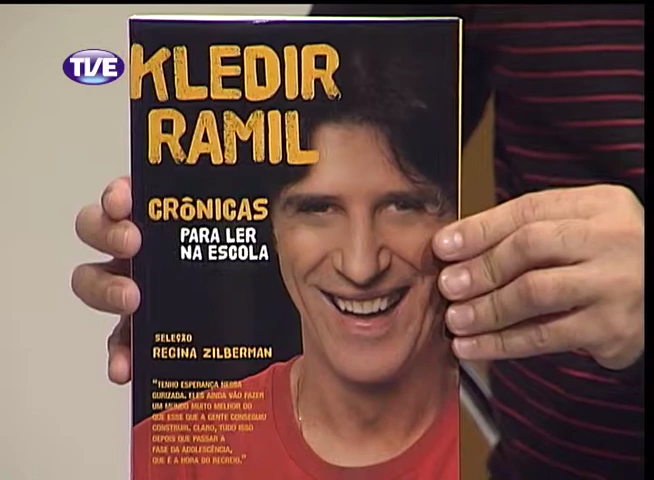 TVE
KLEDIR
RAMIL
CRÔNICAS
PARA LER
NA ESCOLA
SELEÇÃO
REGINA ZILBERMAN
"TENHO ESPERANÇA NESSA
GURIZADA. ELES AINDA VÃO FAZER
UM MUNDO MUITO MELHOR DO
QUE ESSE QUE A GENTE CONSEGUIU
CONSTRUIR. CLARO, TUDO ISSO
DEPOIS QUE PASSAR A
FASE DA ADOLESCÊNCIA,
QUE É A HORA DO RECREIO."